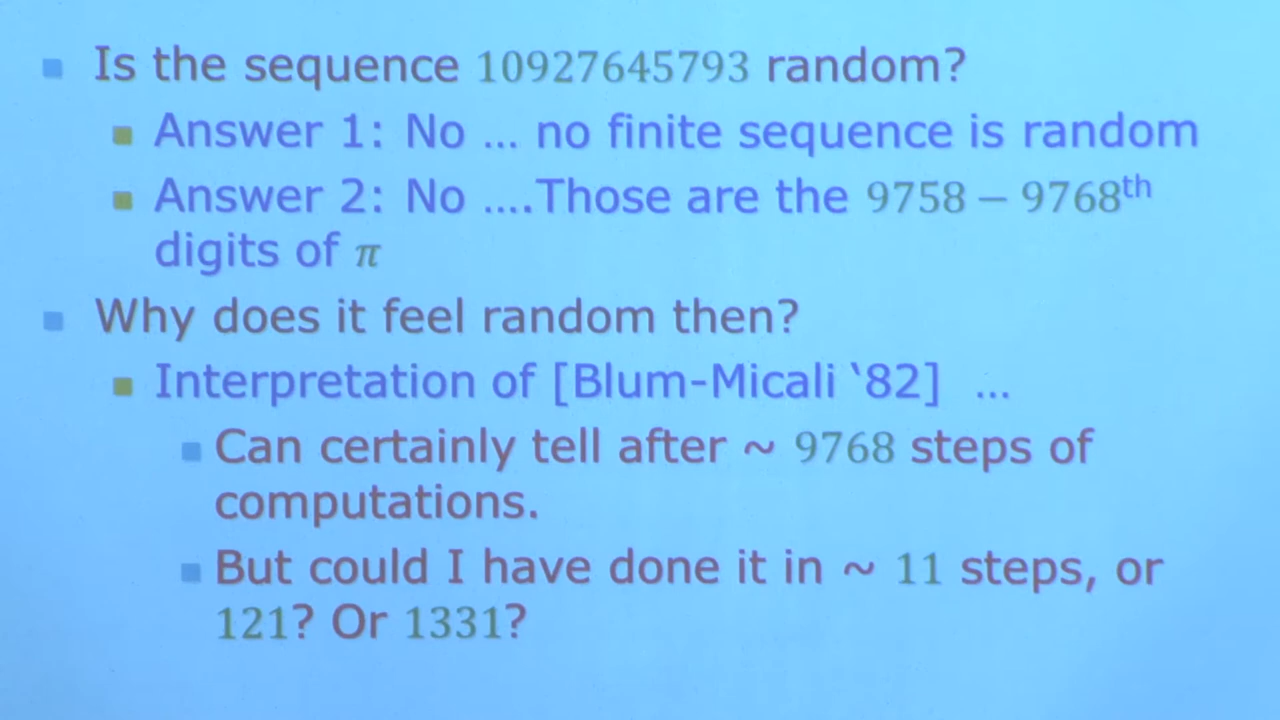 Is the sequence 10927645793 random?
Answer 1: No ... no finite sequence is random
Answer 2: No ....Those are the 9758 – 9768th
digits of π
Why does it feel random then?
Interpretation of [Blum-Micali ‘82] ...
Can certainly tell after ~ 9768 steps of
computations.
But could I have done it in ~ 11 steps, or
121? Or 1331?